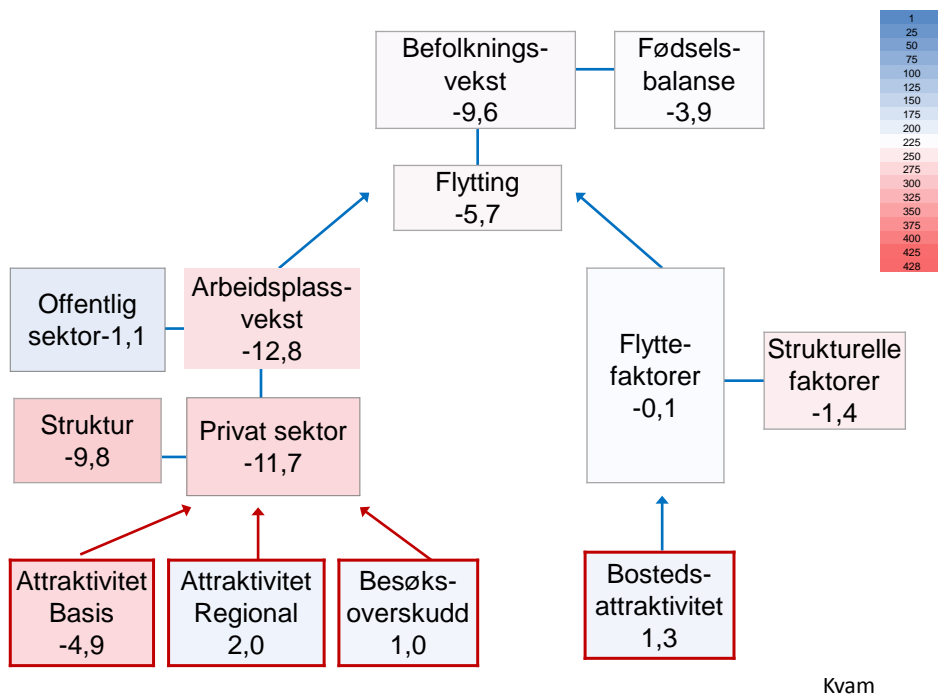 Befolknings-
vekst
-9,6
Fødsels-
balanse
-3,9
Flytting
-5,7
Offentlig
sektor-1,1
Arbeidsplass-
vekst
-12,8
Flytte-
faktorer
-0,1
Strukturelle
faktorer
-1,4
Struktur
-9,8
Privat sektor
-11,7
Attraktivitet
Basis
-4,9
Attraktivitet
Regional
2,0
Besøks-
overskudd
1,0
Bosteds-
attraktivitet
1,3
1
25
50
75
100
125
150
175
200
225
250
275
300
325
350
375
400
425
428
Kvam